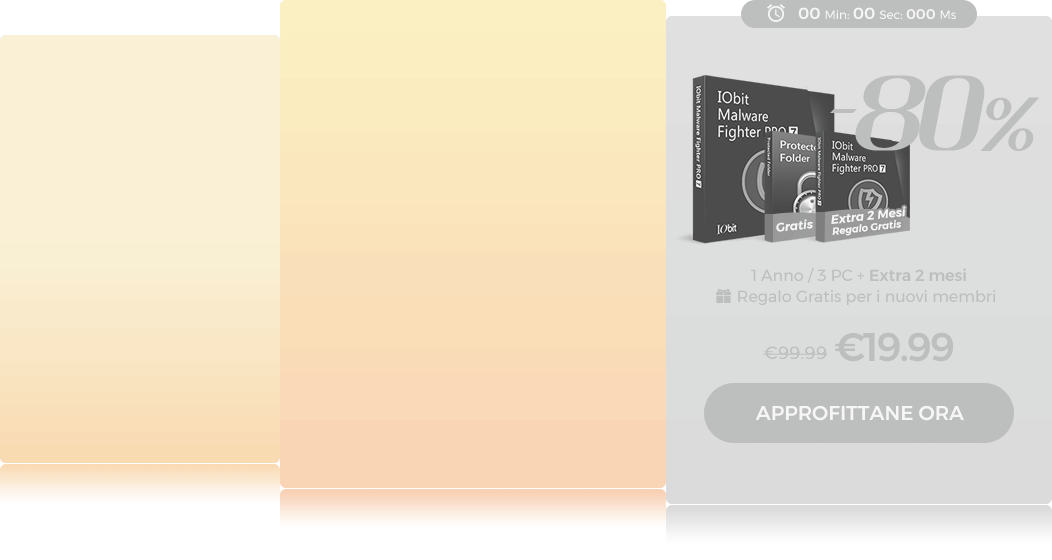 00 Min: 00 Sec: 000 Ms
-80%
IObit
Malware
Fighter PRO 7
IObit Malware Fighter PRO 7
IObit
Protected
Folder
Protected Folder
Gratis
IObit
Malware
Fighter PRO 7
IObit Malware Fighter PRO 7
Extra 2 Mesi
Regalo Gratis
1 Anno / 3 PC + Extra 2 mesi
Regalo Gratis per i nuovi membri
€99.99 €19.99
APPROFITTANE ORA